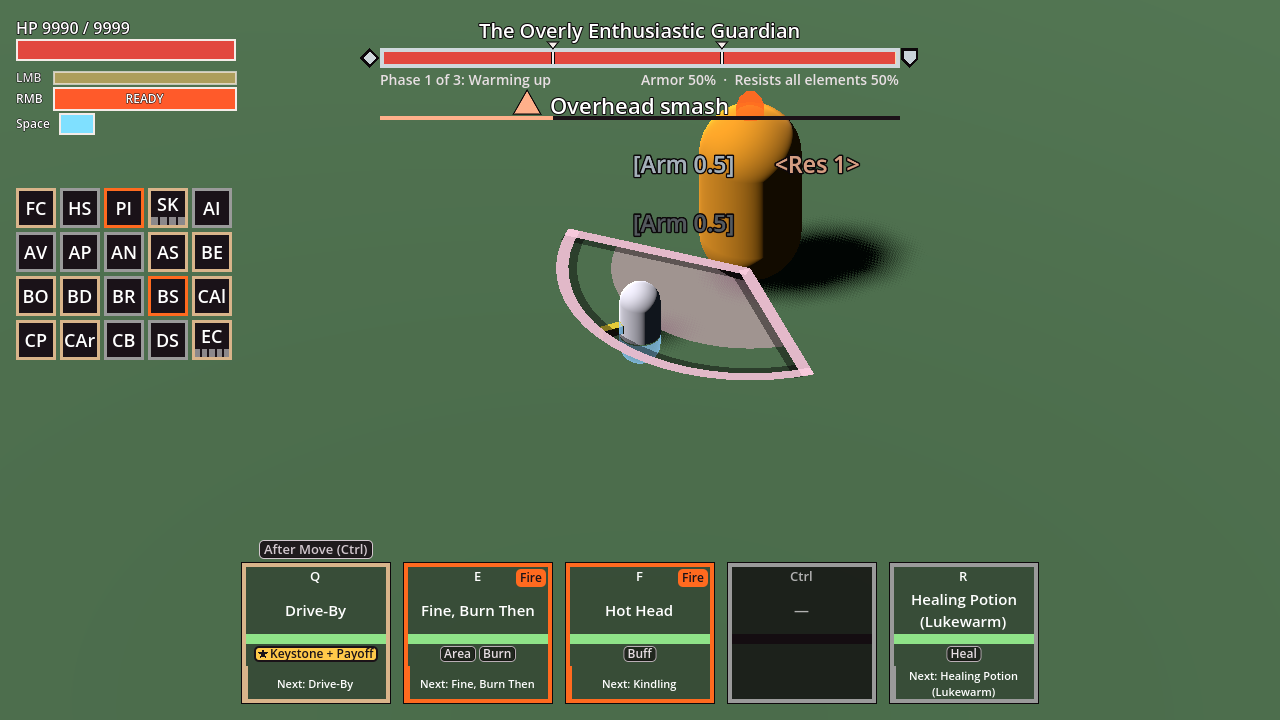 HP 9990 / 9999
LMB
RMB
READY
Space
The Overly Enthusiastic Guardian
Phase 1 of 3: Warming up
Armor 50% · Resists all elements 50%
Overhead smash
[Arm 0.5]
<Res 1>
[Arm 0.5]
FC HS PI SK AI
AV AP AN AS BE
BO BD BR BS CAl
CP CAr CB DS EC
After Move (Ctrl)
Q
Drive-By
Keystone + Payoff
Next: Drive-By
E
Fire
Fine, Burn Then
Area Burn
Next: Fine, Burn Then
F
Fire
Hot Head
Buff
Next: Kindling
Ctrl
—
R
Healing Potion
(Lukewarm)
Heal
Next: Healing Potion
(Lukewarm)